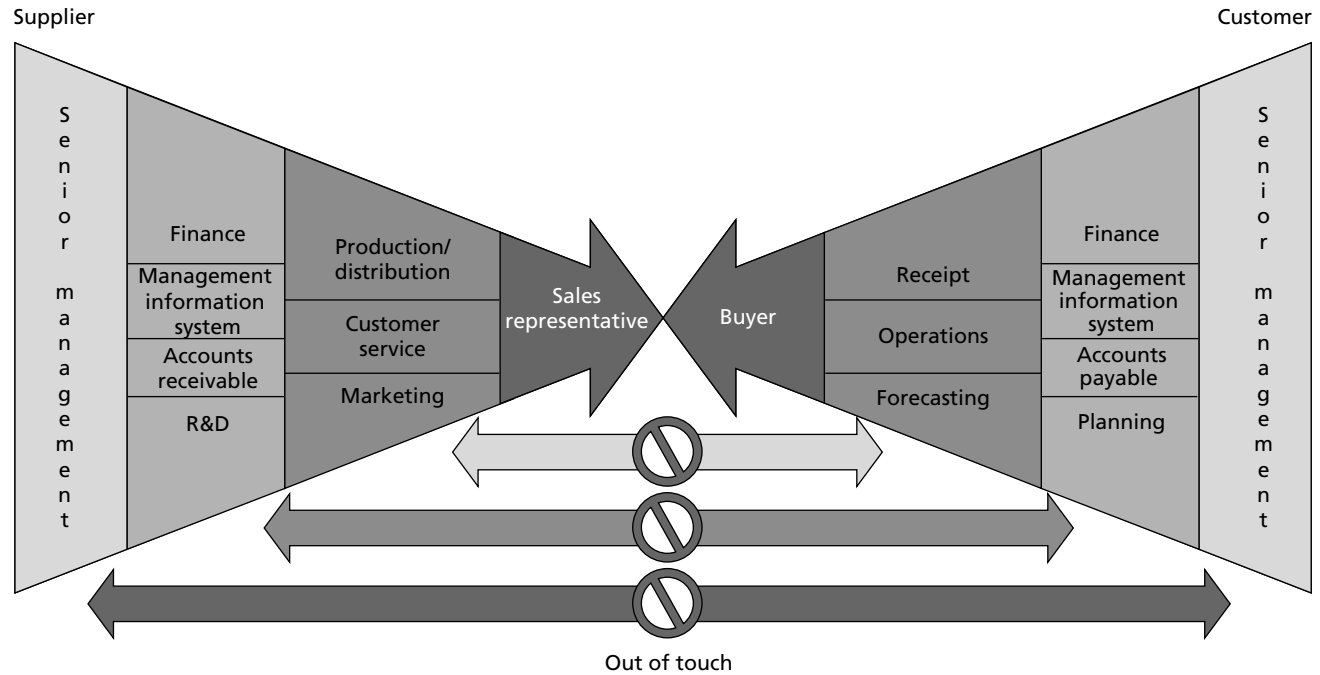 Supplier
Customer
Senior management
Finance
Management
information
system
Accounts
receivable
R&D
Production/
distribution
Customer
service
Marketing
Sales
representative
Buyer
Receipt
Operations
Forecasting
Finance
Management
information
system
Accounts
payable
Planning
Senior management
Out of touch